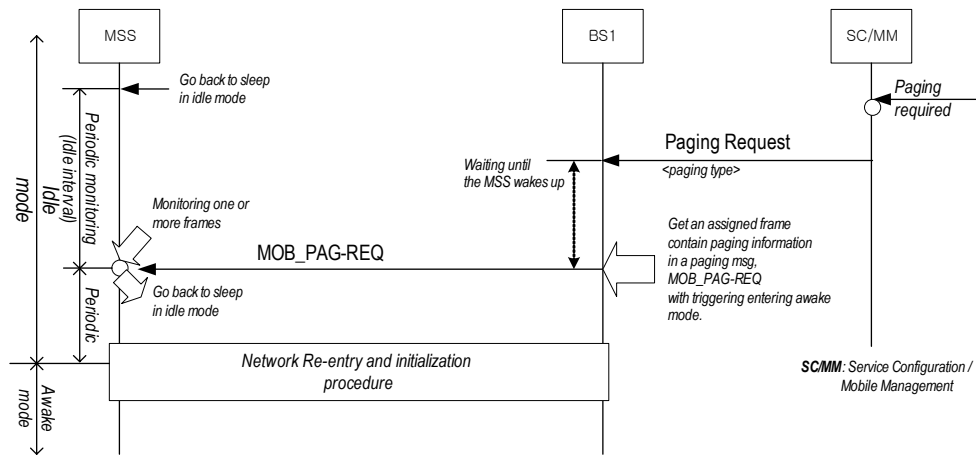 MSS
BS1
SC/MM
Go back to sleep
in idle mode
Paging
required
Paging Request
<paging type>
Waiting until
the MSS wakes up
Periodic monitoring
(Idle interval)
Idle
mode
Monitoring one or
more frames
MOB_PAG-REQ
Get an assigned frame
contain paging information
in a paging msg,
MOB_PAG-REQ
with triggering entering awake
mode.
Go back to sleep
in idle mode
Periodic
Network Re-entry and initialization
procedure
SC/MM: Service Configuration /
Mobile Management
Awake
mode